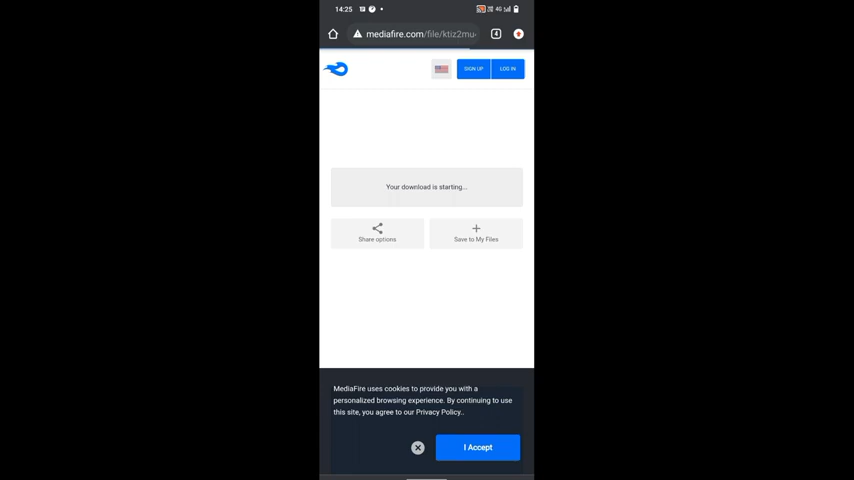 14:25 4G
mediafire.com/file/ktiz2mu
4
SIGN UP LOG IN
Your download is starting...
Share options Save to My Files
MediaFire uses cookies to provide you with a
personalized browsing experience. By continuing to use
this site, you agree to our Privacy Policy..
I Accept